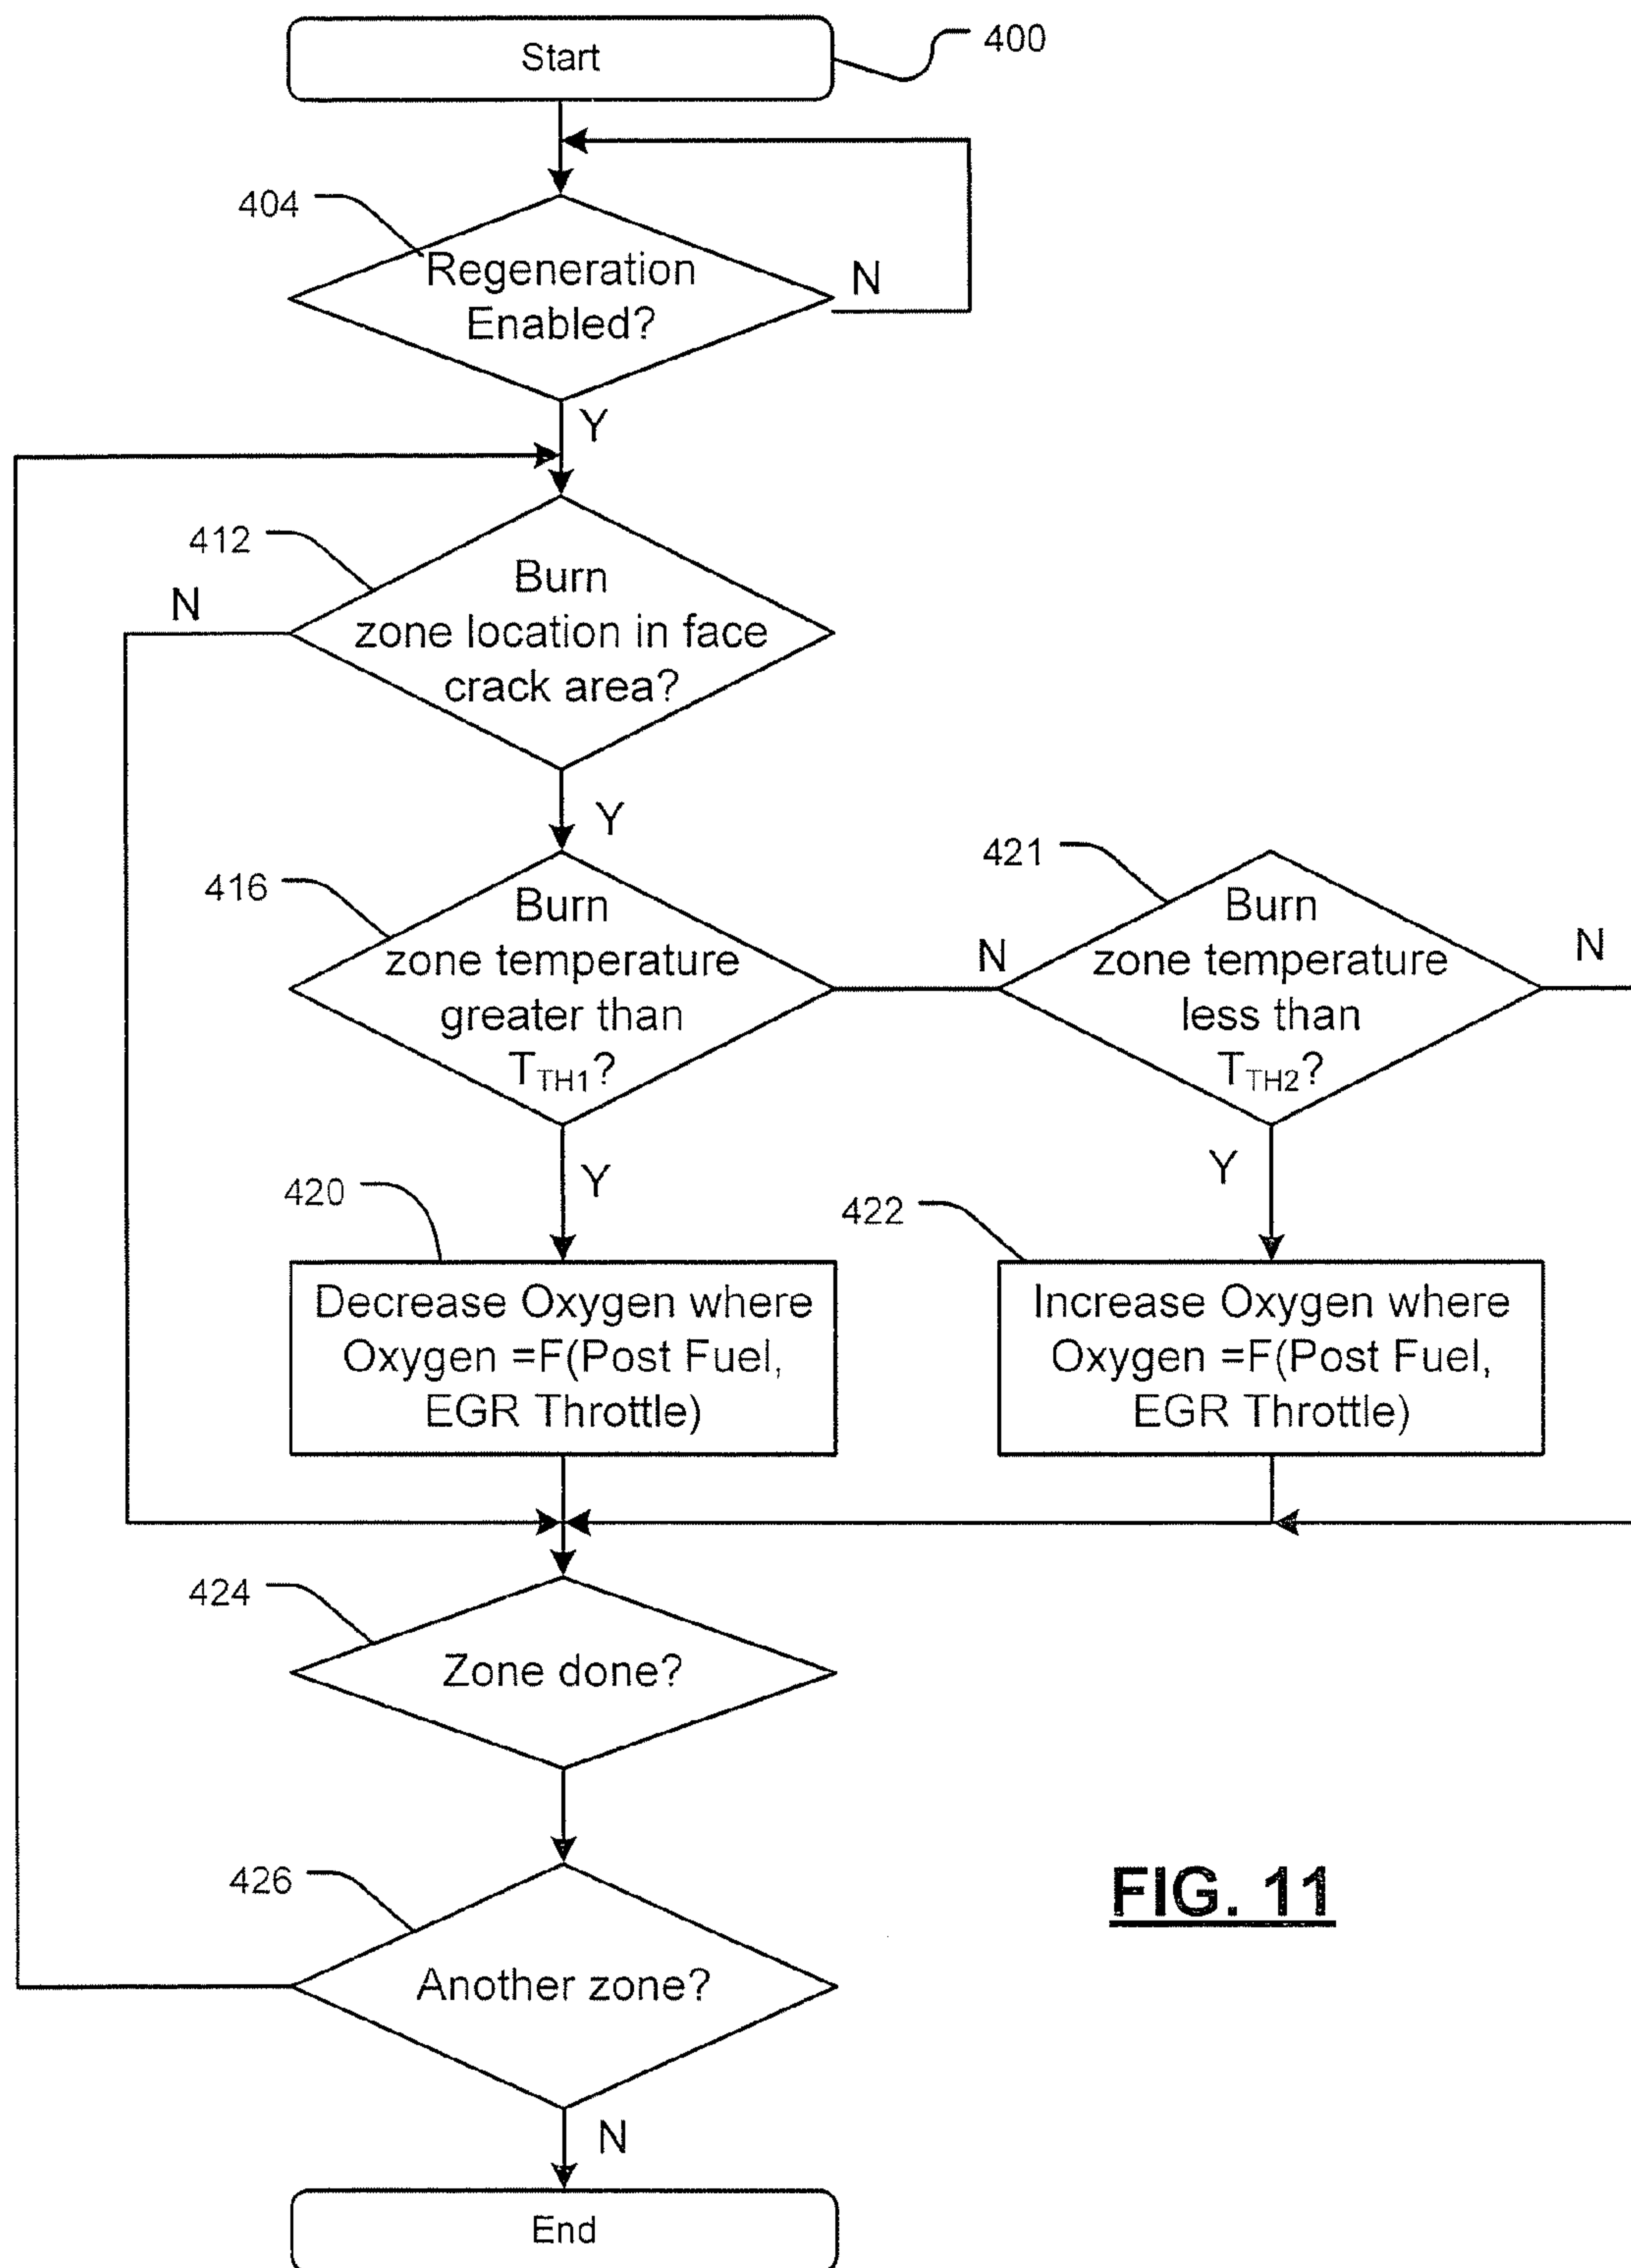 Start
400
404
Regeneration
Enabled?
N
Y
412
N
Burn
zone location in face
crack area?
Y
416
Burn
zone temperature
greater than
TTH1?
N
421
Burn
zone temperature
less than
TTH2?
N
Y
Y
420
Decrease Oxygen where
Oxygen =F(Post Fuel,
EGR Throttle)
422
Increase Oxygen where
Oxygen =F(Post Fuel,
EGR Throttle)
424
Zone done?
426
Another zone?
N
End
FIG. 11